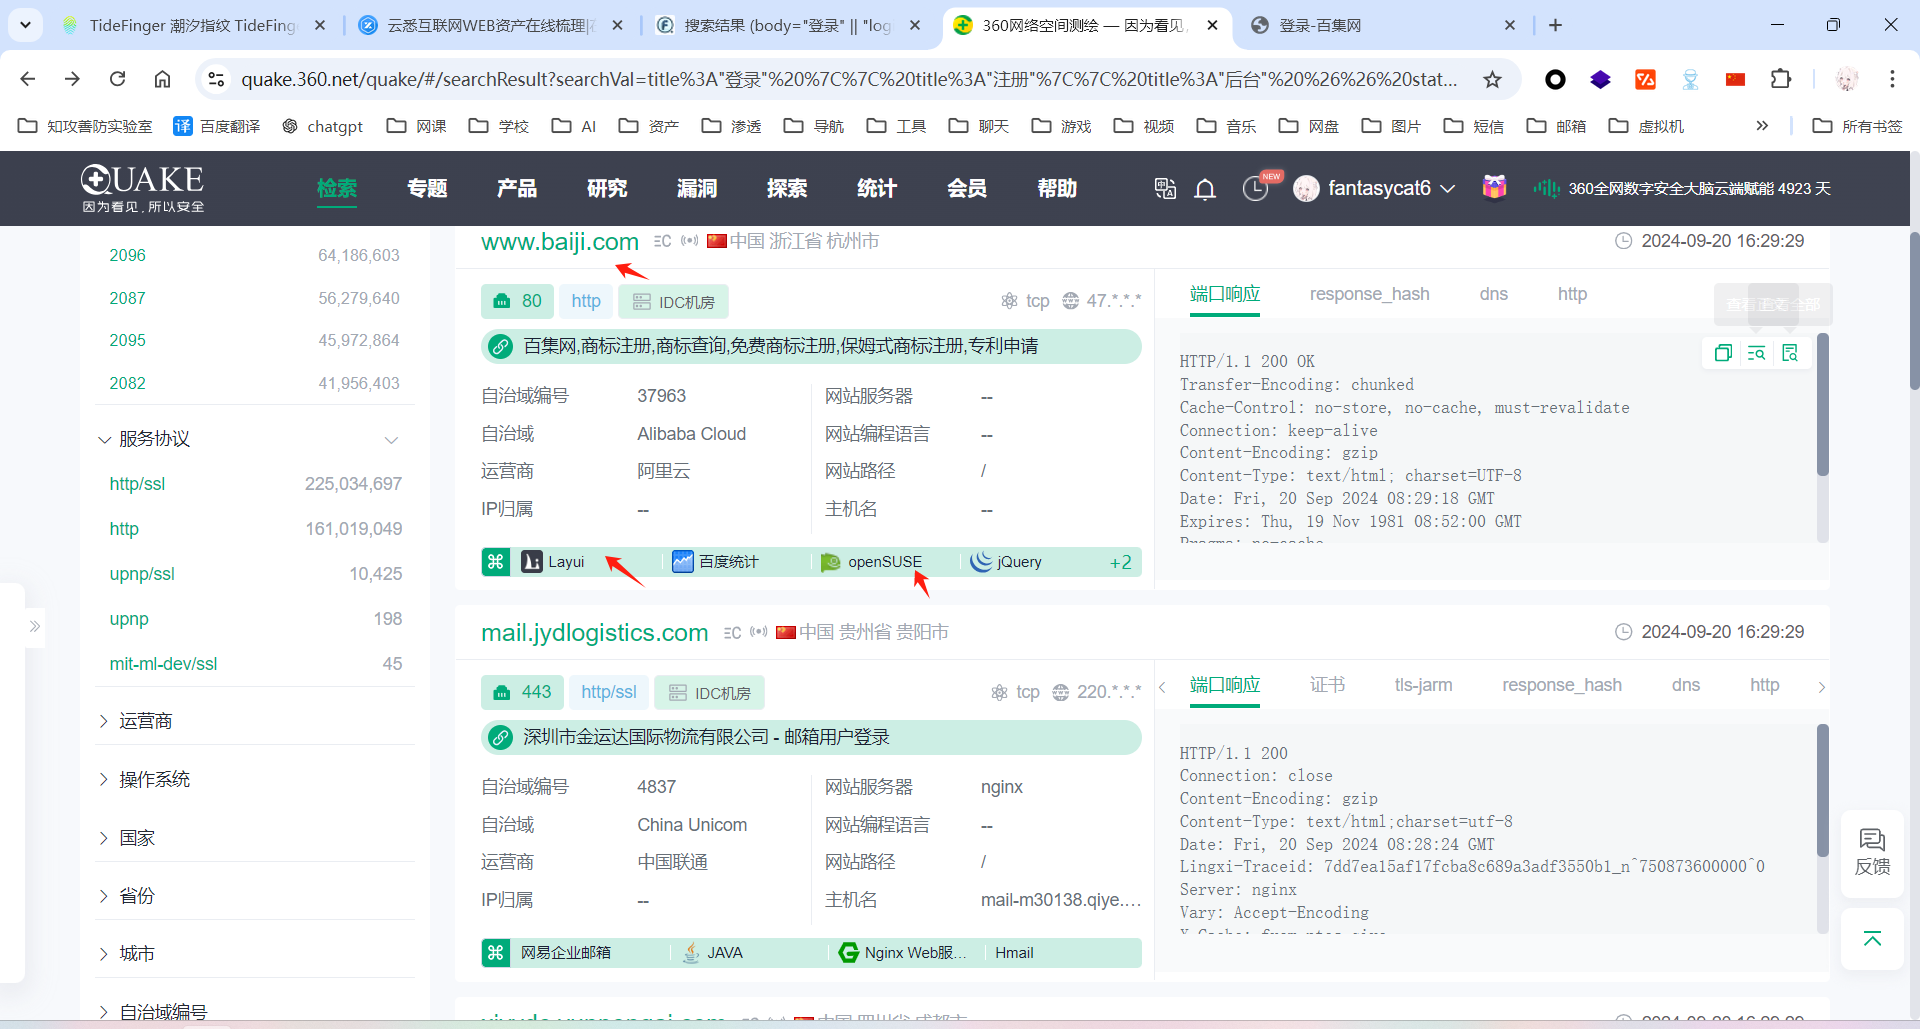 TideFinger 潮汐指纹 TideFing
云悉互联网WEB资产在线梳理|在
搜索结果 (body="登录" || "log
360网络空间测绘 — 因为看见,
登录-百集网
quake.360.net/quake/#/searchResult?searchVal=title%3A"登录"%20%7C%7C%20title%3A"注册"%7C%7C%20title%3A"后台"%20%26%26%20stat...
知攻善防实验室
译 百度翻译
chatgpt
网课
学校
AI
资产
渗透
导航
工具
聊天
游戏
视频
音乐
网盘
图片
短信
邮箱
虚拟机
所有书签
QUAKE
因为看见, 所以安全
检索
专题
产品
研究
漏洞
探索
统计
会员
帮助
NEW
fantasycat6
360全网数字安全大脑云端赋能 4923 天
2096 64,186,603
2087 56,279,640
2095 45,972,864
2082 41,956,403
服务协议
http/ssl 225,034,697
http 161,019,049
upnp/ssl 10,425
upnp 198
mit-ml-dev/ssl 45
运营商
操作系统
国家
省份
城市
自治域编号
www.baiji.com 中国 浙江省 杭州市 2024-09-20 16:29:29
80 http IDC机房 tcp 47.*.*.*
百集网,商标注册,商标查询,免费商标注册,保姆式商标注册,专利申请
自治域编号 37963 网站服务器 --
自治域 Alibaba Cloud 网站编程语言 --
运营商 阿里云 网站路径 /
IP归属 -- 主机名 --
Layui 百度统计 openSUSE jQuery +2
端口响应 response_hash dns http
HTTP/1.1 200 OK
Transfer-Encoding: chunked
Cache-Control: no-store, no-cache, must-revalidate
Connection: keep-alive
Content-Encoding: gzip
Content-Type: text/html; charset=UTF-8
Date: Fri, 20 Sep 2024 08:29:18 GMT
Expires: Thu, 19 Nov 1981 08:52:00 GMT
Pragma: no-cache
mail.jydlogistics.com 中国 贵州省 贵阳市 2024-09-20 16:29:29
443 http/ssl IDC机房 tcp 220.*.*.*
深圳市金运达国际物流有限公司 - 邮箱用户登录
自治域编号 4837 网站服务器 nginx
自治域 China Unicom 网站编程语言 --
运营商 中国联通 网站路径 /
IP归属 -- 主机名 mail-m30138.qiye....
网易企业邮箱 JAVA Nginx Web服... Hmail
端口响应 证书 tls-jarm response_hash dns http
HTTP/1.1 200
Connection: close
Content-Encoding: gzip
Content-Type: text/html;charset=utf-8
Date: Fri, 20 Sep 2024 08:28:24 GMT
Lingxi-Traceid: 7dd7ea15af17fcba8c689a3adf3550b1_n^750873600000^0
Server: nginx
Vary: Accept-Encoding
反馈
中国 四川省 成都市 2024-09-20 16:29:29